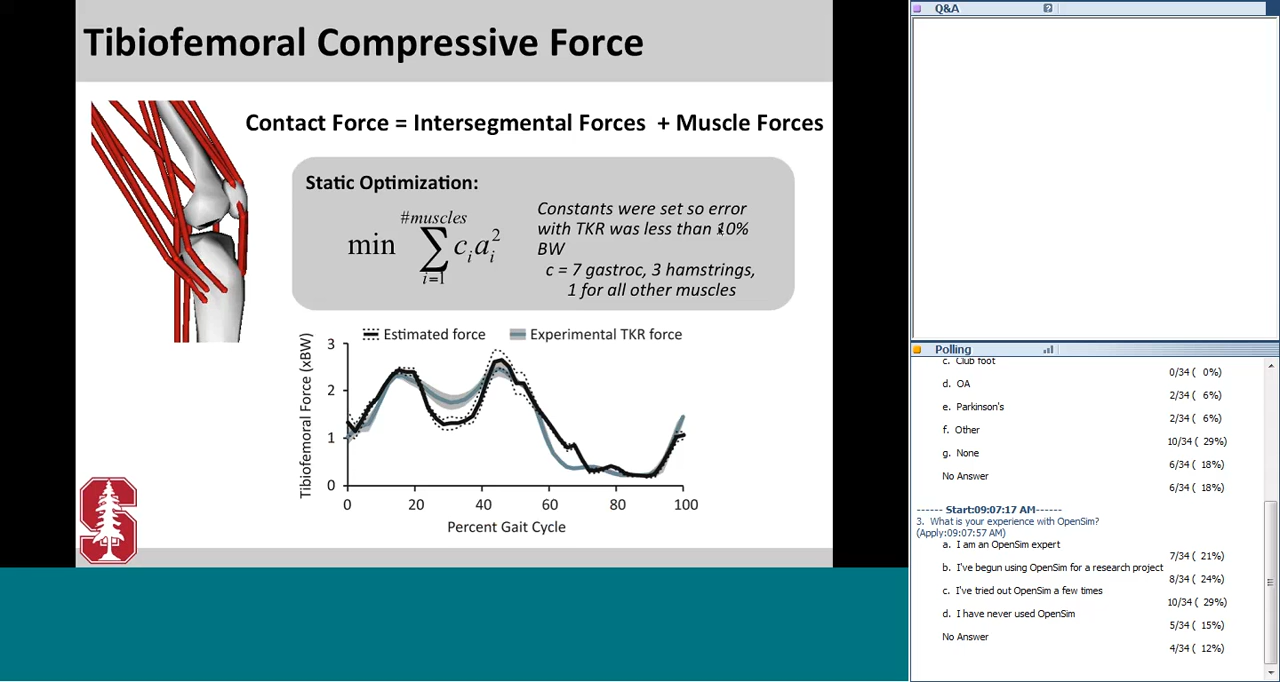 Tibiofemoral Compressive Force
Contact Force = Intersegmental Forces + Muscle Forces
Static Optimization:
#muscles
min ∑ c_i a_i^2
i=1
Constants were set so error
with TKR was less than 10%
BW
c = 7 gastroc, 3 hamstrings,
1 for all other muscles
Estimated force
Experimental TKR force
Tibiofemoral Force (xBW)
3
2
1
0
0 20 40 60 80 100
Percent Gait Cycle
S
Q&A
?
Polling
c. Club foot
0/34 ( 0%)
d. OA
2/34 ( 6%)
e. Parkinson's
2/34 ( 6%)
f. Other
10/34 ( 29%)
g. None
6/34 ( 18%)
No Answer
6/34 ( 18%)
------ Start:09:07:17 AM------
3. What is your experience with OpenSim?
(Apply:09:07:57 AM)
a. I am an OpenSim expert
7/34 ( 21%)
b. I've begun using OpenSim for a research project
8/34 ( 24%)
c. I've tried out OpenSim a few times
10/34 ( 29%)
d. I have never used OpenSim
5/34 ( 15%)
No Answer
4/34 ( 12%)